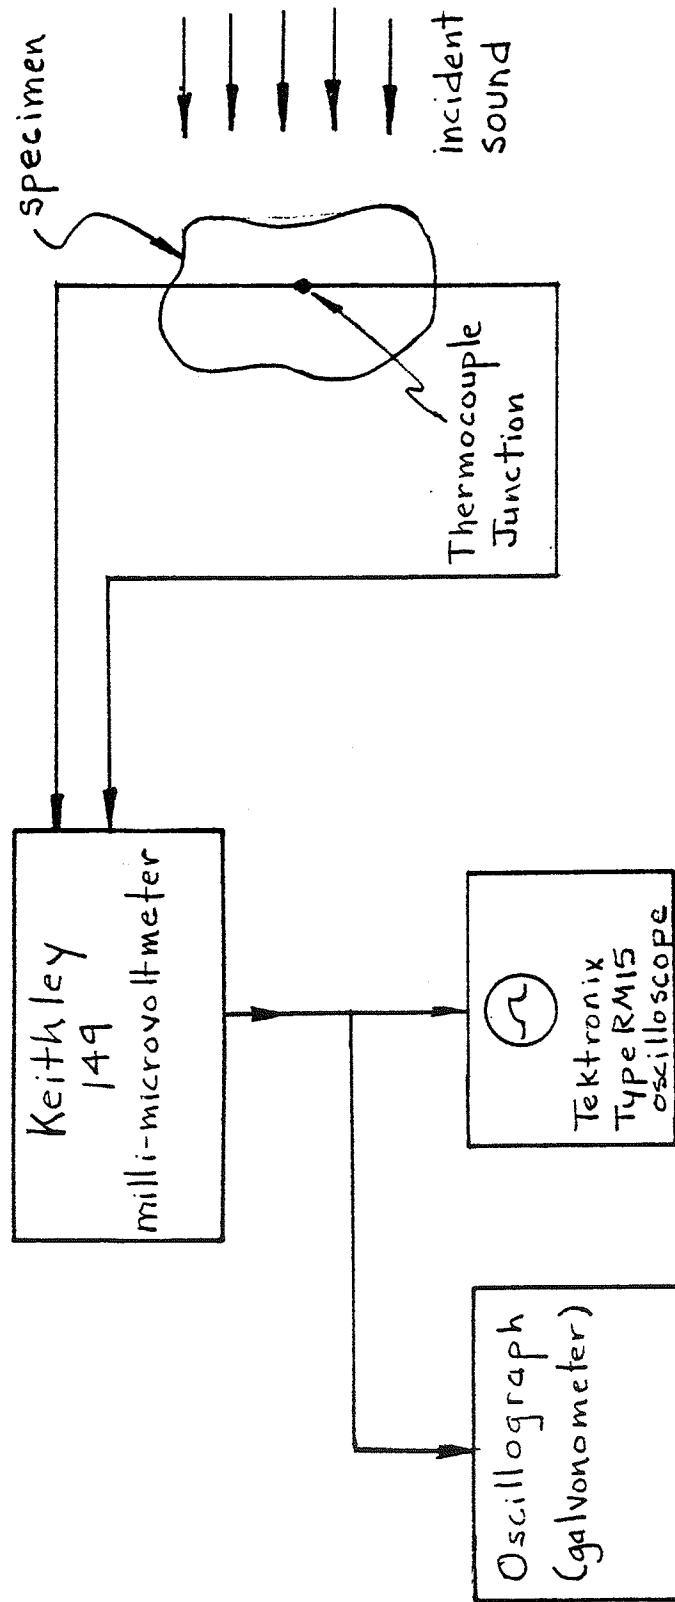 specimen
incident
sound
Thermocouple
Junction
Keithley
149
milli-microvoltmeter
Tektronix
Type RM15
oscilloscope
Oscillograph
(galvonometer)